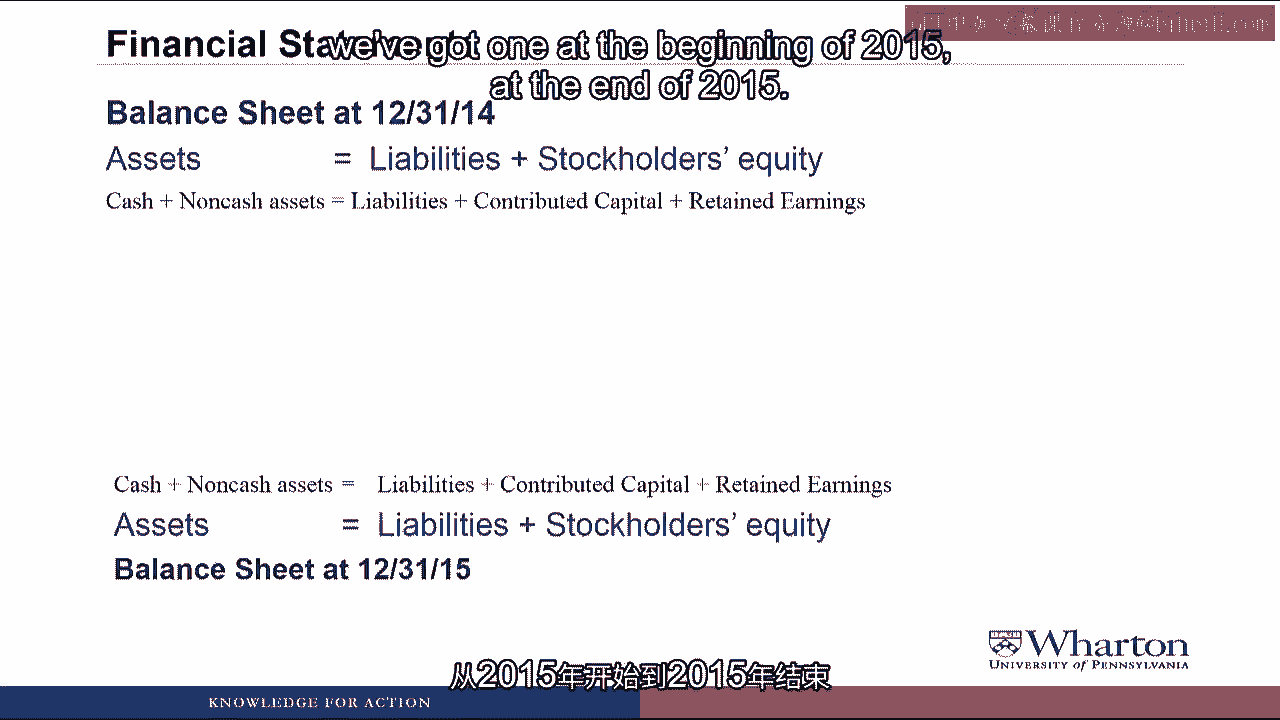 Financial Sta
we've got one at the beginning of 2015,
at the end of 2015.
Balance Sheet at 12/31/14
Assets = Liabilities + Stockholders' equity
Cash + Noncash assets = Liabilities + Contributed Capital + Retained Earnings
Cash + Noncash assets = Liabilities + Contributed Capital + Retained Earnings
Assets = Liabilities + Stockholders' equity
Balance Sheet at 12/31/15
Wharton
UNIVERSITY of PENNSYLVANIA
从2015年开始到2015年结束
KNOWLEDGE FOR ACTION